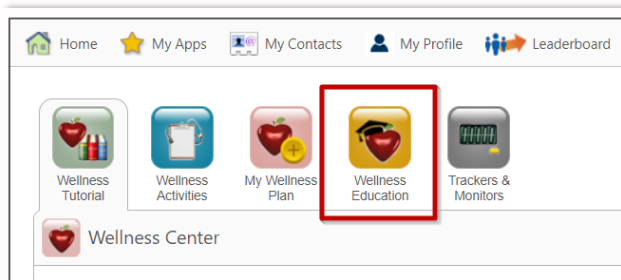 Home My Apps My Contacts My Profile Leaderboard
Wellness Tutorial
Wellness Activities
My Wellness Plan
Wellness Education
Trackers & Monitors
Wellness Center